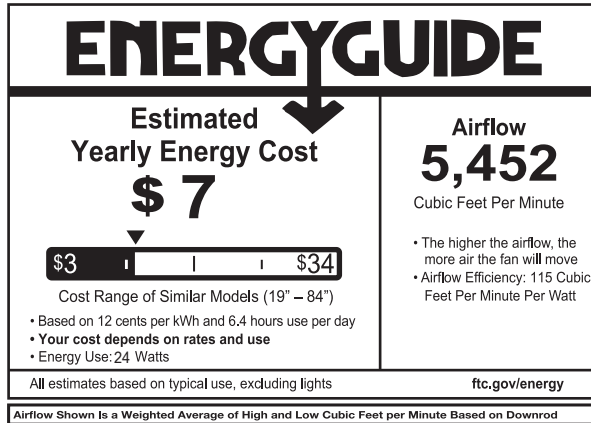 ENERGYGUIDE
Estimated
Yearly Energy Cost
$ 7
$3
$34
Cost Range of Similar Models (19” – 84”)
• Based on 12 cents per kWh and 6.4 hours use per day
• Your cost depends on rates and use
• Energy Use: 24 Watts
Airflow
5,452
Cubic Feet Per Minute
• The higher the airflow, the
more air the fan will move
• Airflow Efficiency: 115 Cubic
Feet Per Minute Per Watt
All estimates based on typical use, excluding lights
ftc.gov/energy
Airflow Shown Is a Weighted Average of High and Low Cubic Feet per Minute Based on Downrod